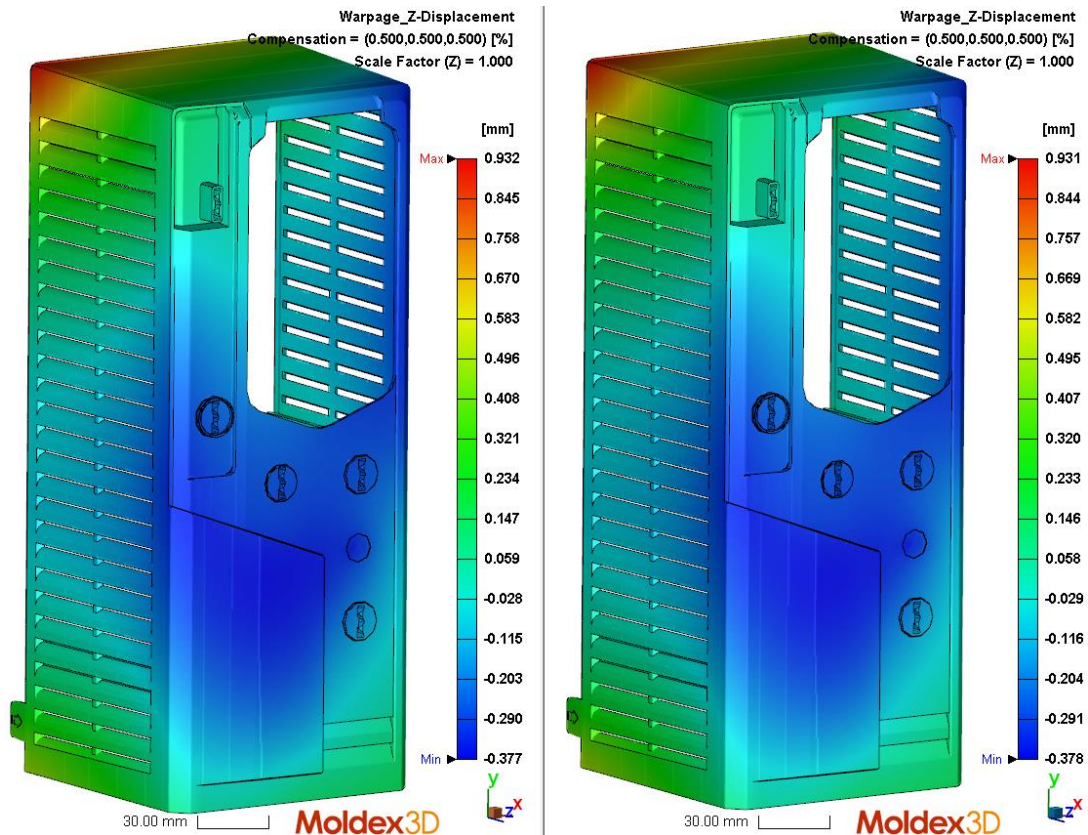 Warpage_Z-Displacement
Compensation = (0.500,0.500,0.500) [%]
Scale Factor (Z) = 1.000
[mm]
Max 0.932
0.845
0.758
0.670
0.583
0.496
0.408
0.321
0.234
0.147
0.059
-0.028
-0.115
-0.203
-0.290
Min -0.377
y
z x
30.00 mm
Moldex3D
Warpage_Z-Displacement
Compensation = (0.500,0.500,0.500) [%]
Scale Factor (Z) = 1.000
[mm]
Max 0.931
0.844
0.757
0.669
0.582
0.495
0.407
0.320
0.233
0.146
0.059
-0.029
-0.116
-0.204
-0.291
Min -0.378
y
z x
30.00 mm
Moldex3D